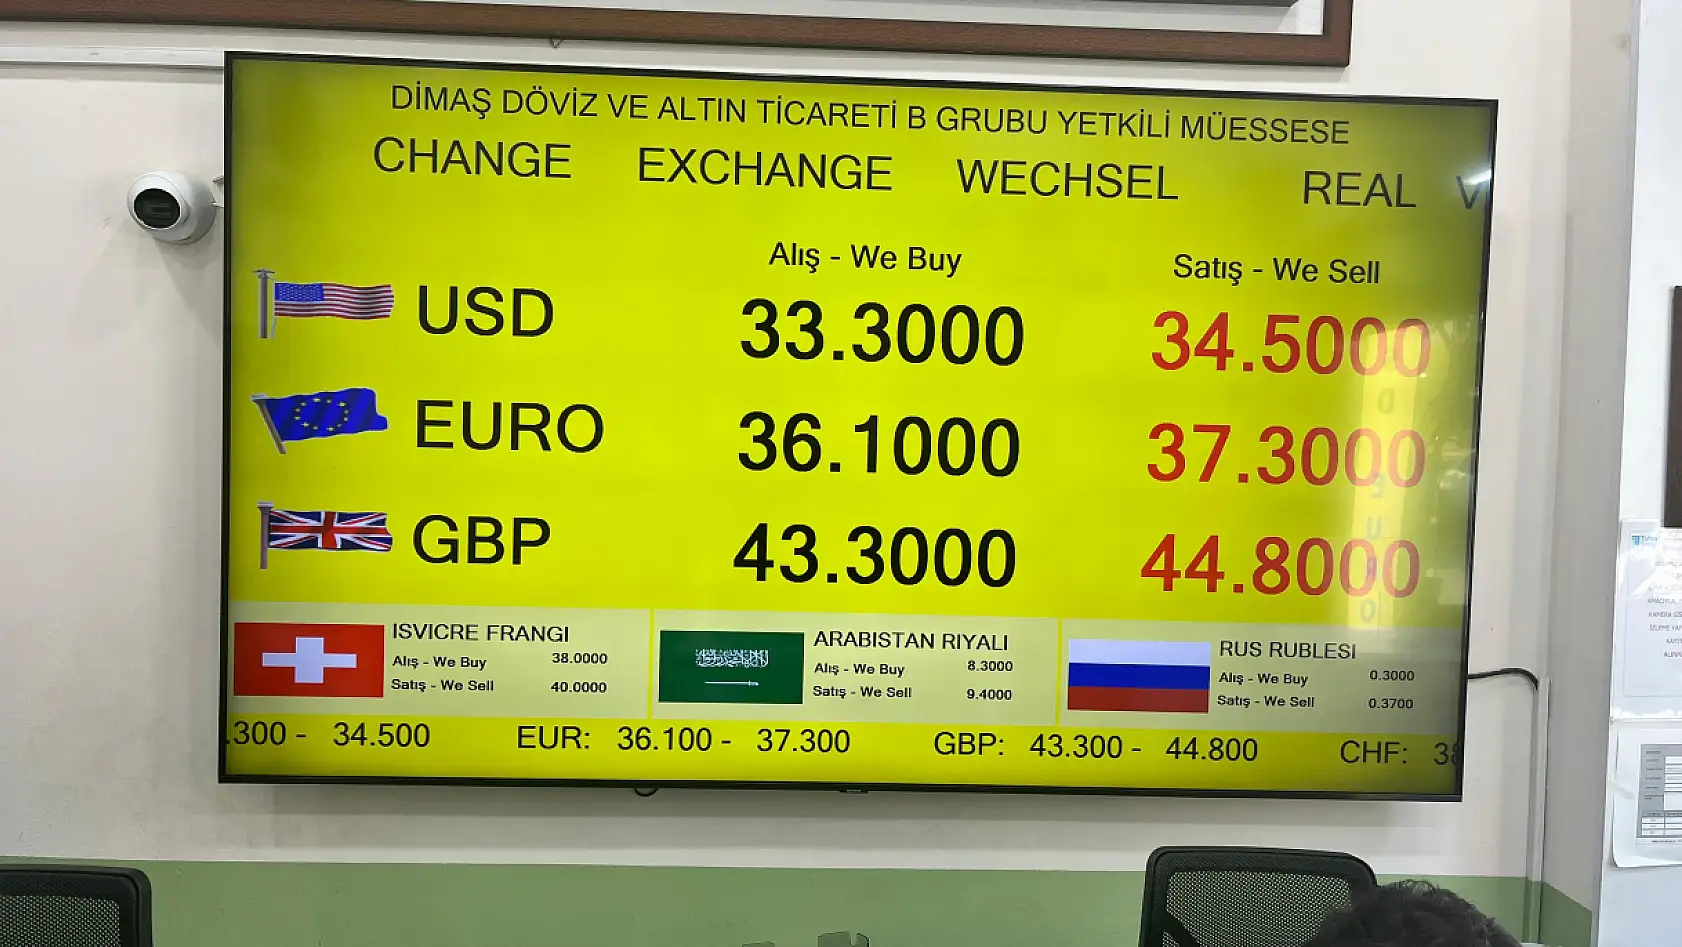 DİMAŞ DÖVİZ VE ALTIN TİCARETİ B GRUBU YETKİLİ MÜESSESE
CHANGE EXCHANGE WECHSEL REAL
Alış - We Buy Satış - We Sell
USD 33.3000 34.5000
EURO 36.1000 37.3000
GBP 43.3000 44.8000
ISVICRE FRANGI
Alış - We Buy 38.0000
Satış - We Sell 40.0000
ARABISTAN RIYALI
Alış - We Buy 8.3000
Satış - We Sell 9.4000
RUS RUBLESI
Alış - We Buy 0.3000
Satış - We Sell 0.3700
.300 - 34.500 EUR: 36.100 - 37.300 GBP: 43.300 - 44.800 CHF: 38